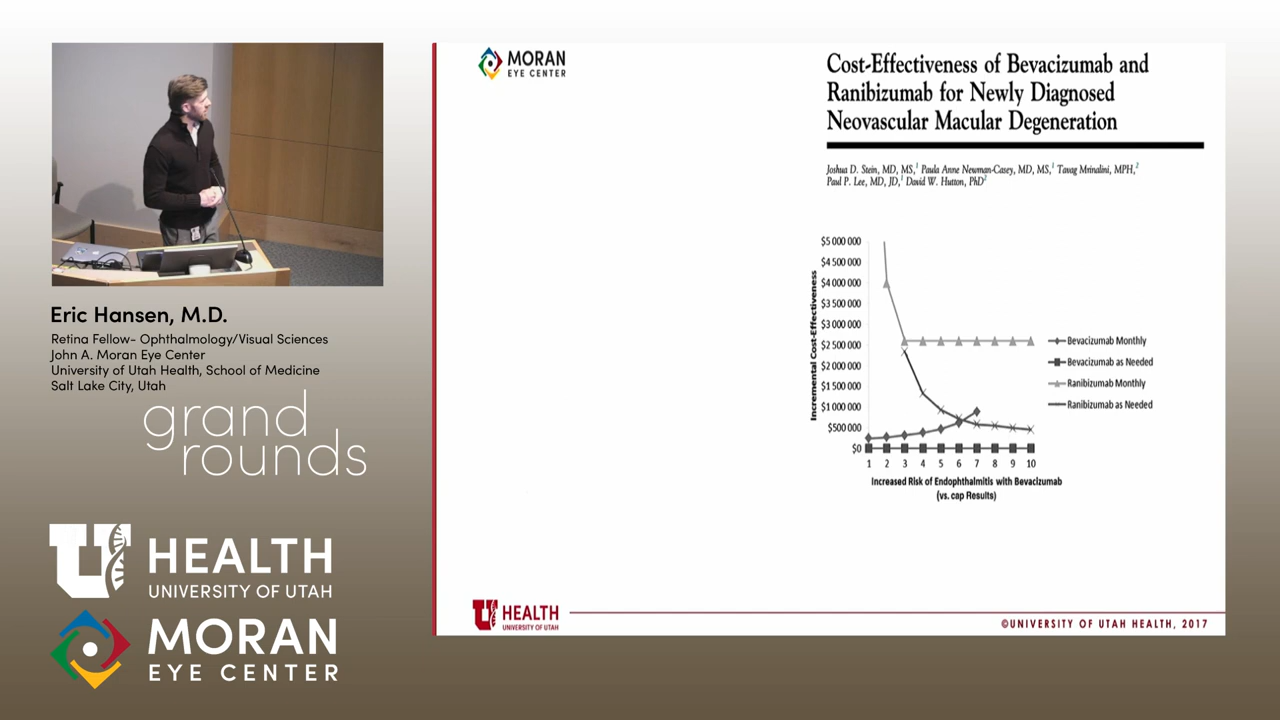 MORAN
EYE CENTER
Cost-Effectiveness of Bevacizumab and
Ranibizumab for Newly Diagnosed
Neovascular Macular Degeneration
Joshua D. Stein, MD, MS,1 Paula Anne Newman-Casey, MD, MS,1 Tavag Mrinalini, MPH,2
Paul P. Lee, MD, JD,1 David W. Hutton, PhD2
Incremental Cost-Effectiveness
$5 000 000
$4 500 000
$4 000 000
$3 500 000
$3 000 000
$2 500 000
$2 000 000
$1 500 000
$1 000 000
$500 000
$0
1 2 3 4 5 6 7 8 9 10
Increased Risk of Endophthalmitis with Bevacizumab
(vs. cap Results)
Bevacizumab Monthly
Bevacizumab as Needed
Ranibizumab Monthly
Ranibizumab as Needed
Eric Hansen, M.D.
Retina Fellow- Ophthalmology/Visual Sciences
John A. Moran Eye Center
University of Utah Health, School of Medicine
Salt Lake City, Utah
grand
rounds
U HEALTH
UNIVERSITY OF UTAH
MORAN
EYE CENTER
U HEALTH
UNIVERSITY OF UTAH
©UNIVERSITY OF UTAH HEALTH, 2017